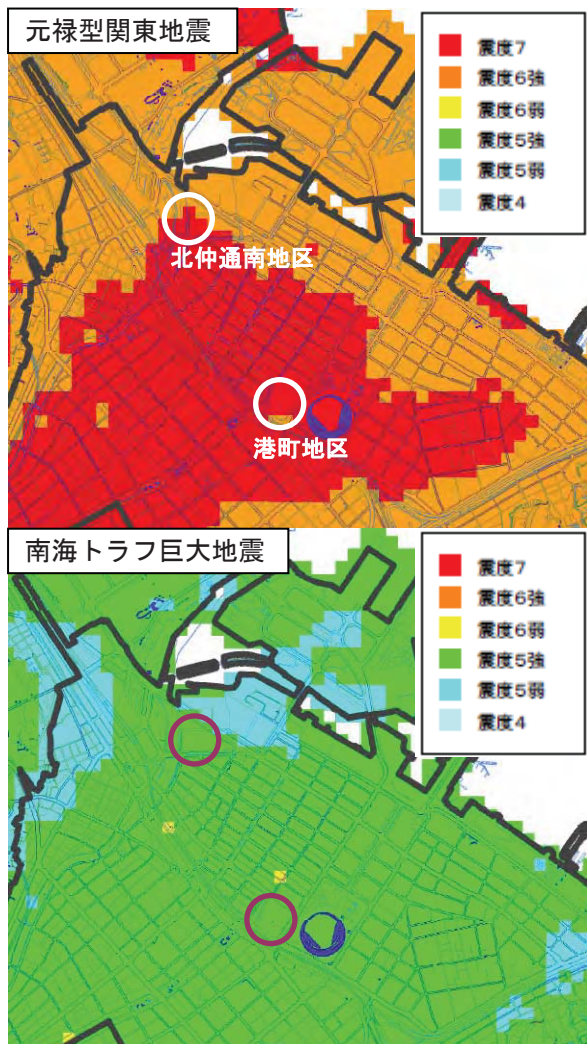 元禄型関東地震
震度7
震度6強
震度6弱
震度5強
震度5弱
震度4
北仲通南地区
港町地区
南海トラフ巨大地震
震度7
震度6強
震度6弱
震度5強
震度5弱
震度4